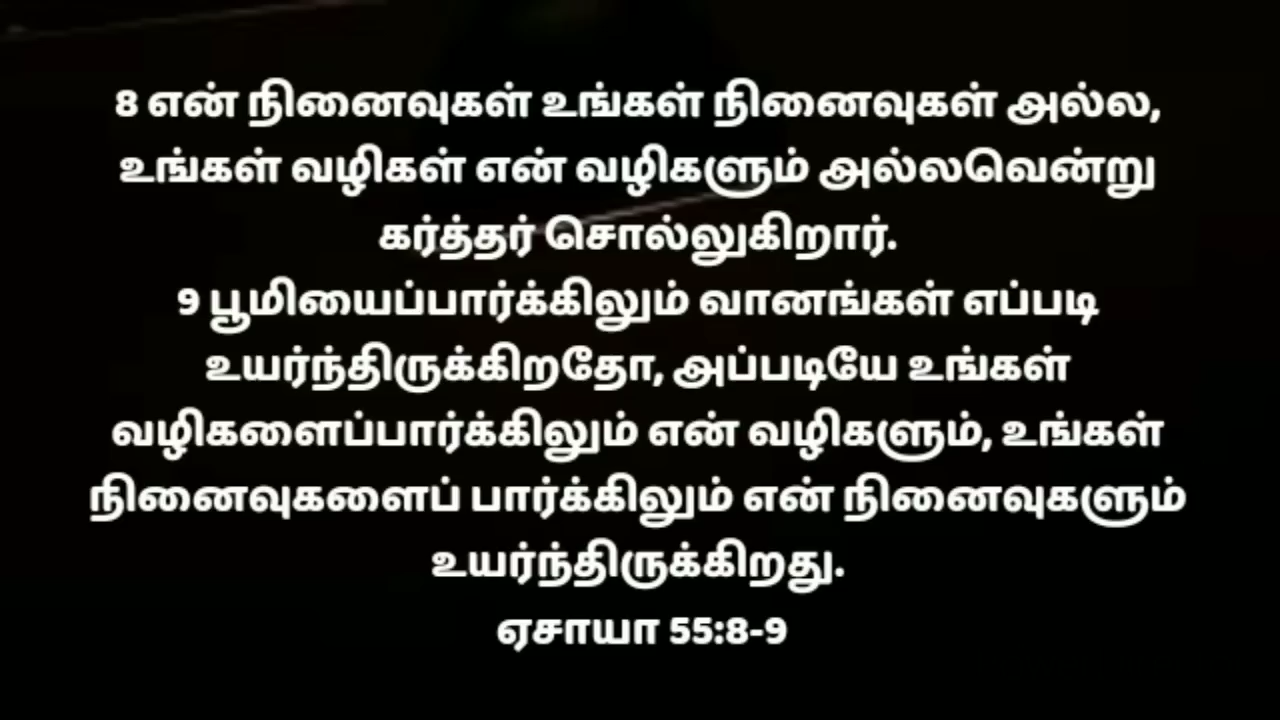 8 என் நினைவுகள் உங்கள் நினைவுகள் அல்ல,
உங்கள் வழிகள் என் வழிகளும் அல்லவென்று
கர்த்தர் சொல்லுகிறார்.
9 பூமியைப்பார்க்கிலும் வானங்கள் எப்படி
உயர்ந்திருக்கிறதோ, அப்படியே உங்கள்
வழிகளைப்பார்க்கிலும் என் வழிகளும், உங்கள்
நினைவுகளைப் பார்க்கிலும் என் நினைவுகளும்
உயர்ந்திருக்கிறது.
ஏசாயா 55:8-9